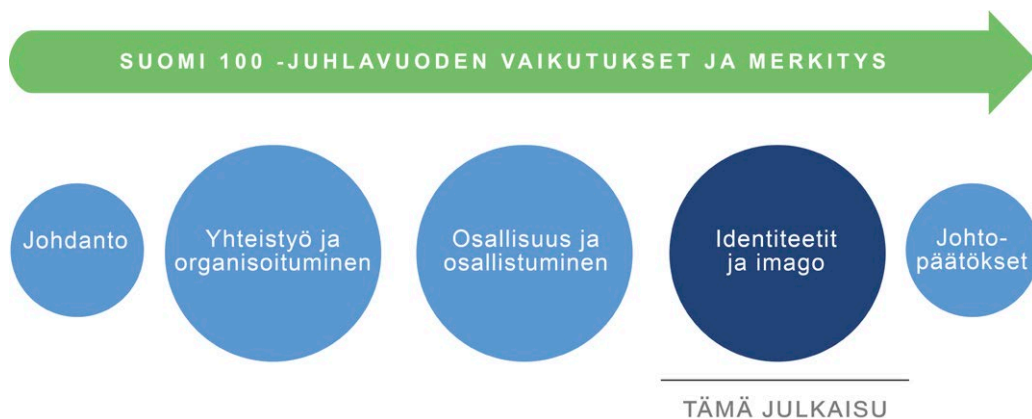 SUOMI 100 -JUHLAVUODEN VAIKUTUKSET JA MERKITYS
Johdanto
Yhteistyö ja
organisoituminen
Osallisuus ja
osallistuminen
Identiteetit
ja imago
Johto-
päätökset
TÄMÄ JULKAISU